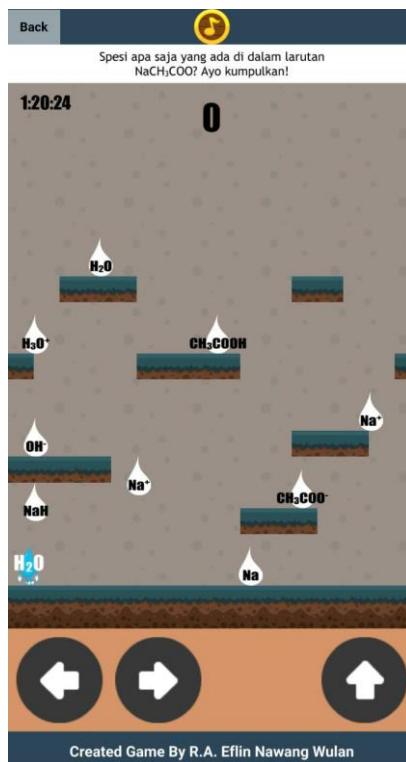 Back
Spesi apa saja yang ada di dalam larutan
NaCH₃COO? Ayo kumpulkan!
1:20:24
0
H₂O
H₃O⁺
CH₃COOH
Na⁺
OH⁻
Na⁺
CH₃COO⁻
NaH
H₂O
Na
Created Game By R.A. Eflin Nawang Wulan